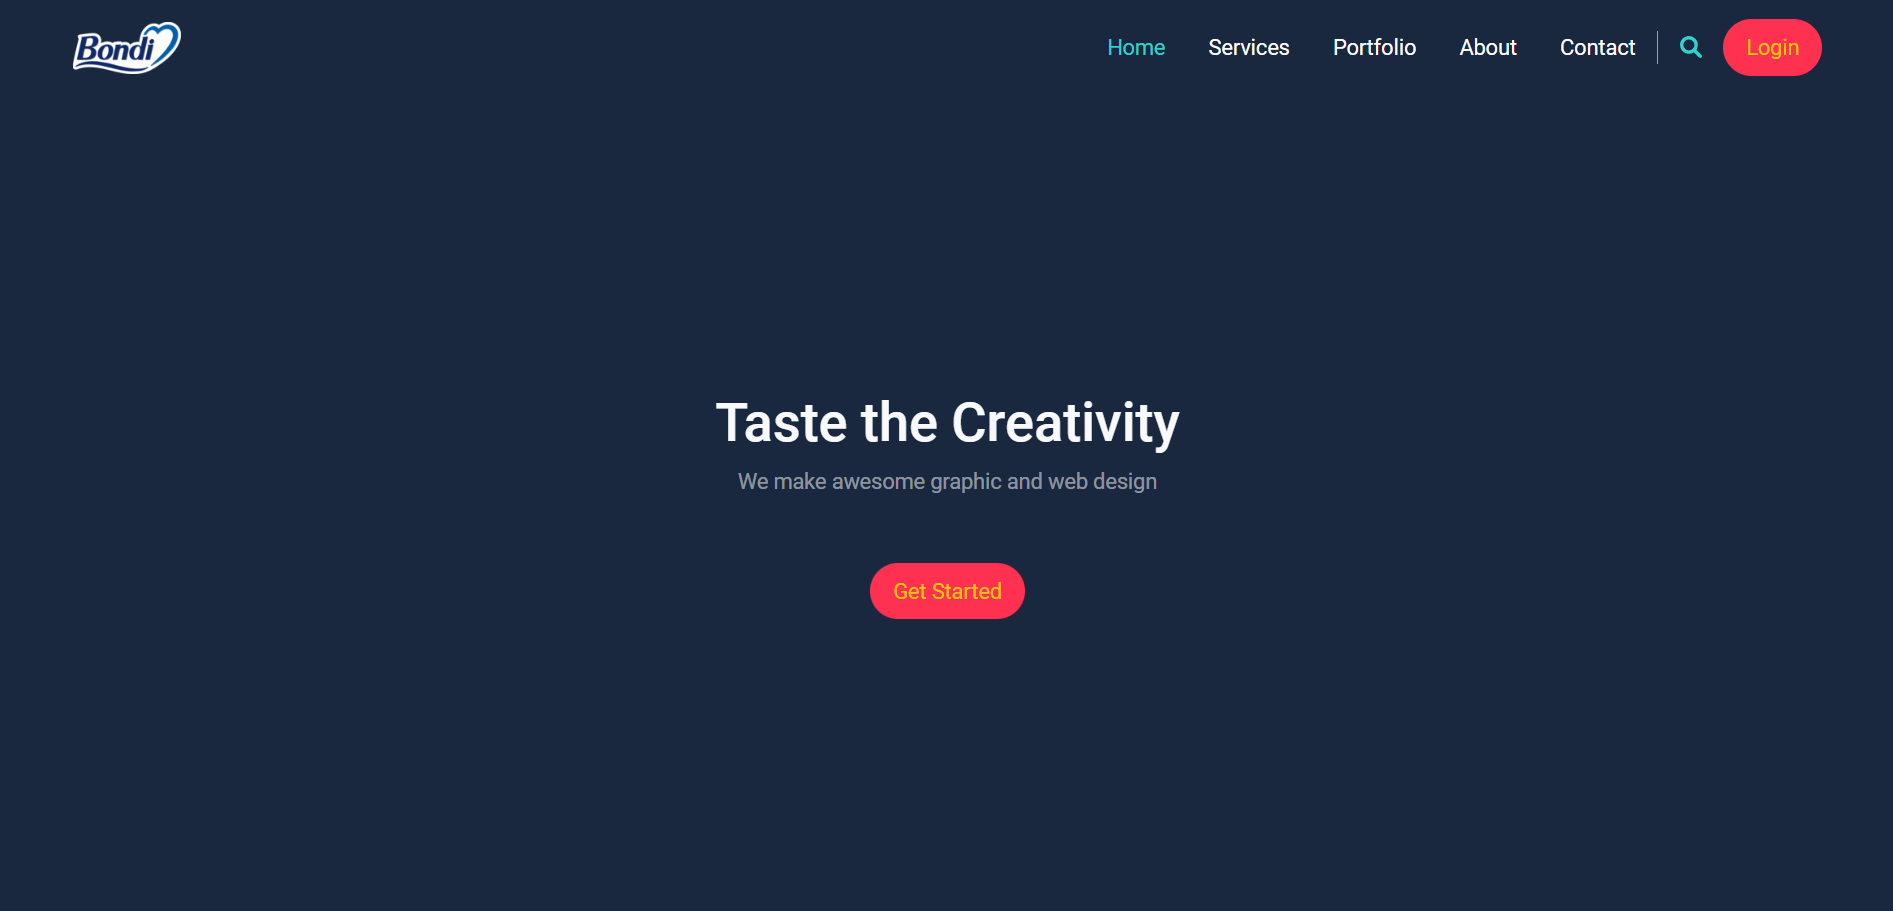 Bondi
Home Services Portfolio About Contact Login
Taste the Creativity
We make awesome graphic and web design
Get Started